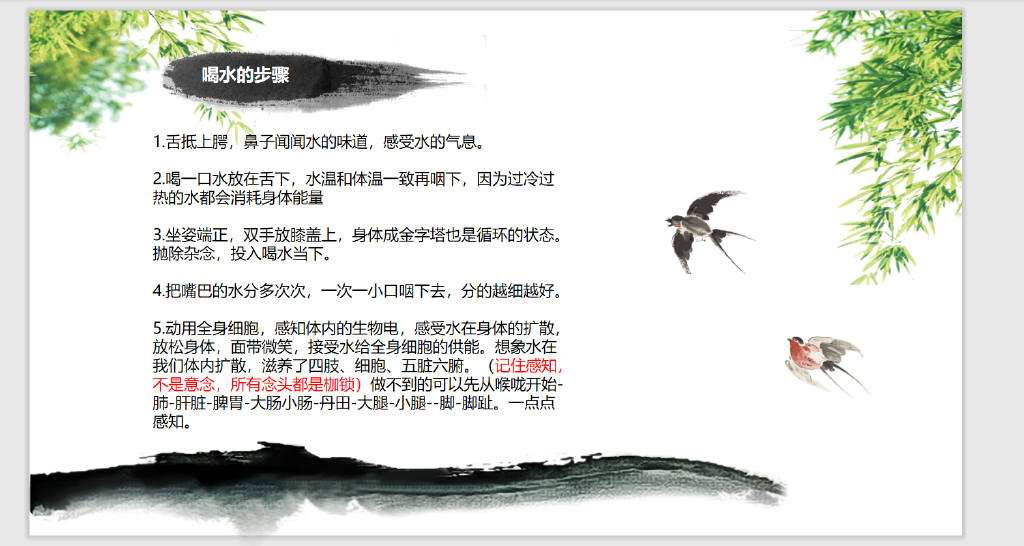 喝水的步骤
1.舌抵上腭，鼻子闻闻水的味道，感受水的气息。
2.喝一口水放在舌下，水温和体温一致再咽下，因为过冷过
热的水都会消耗身体能量
3.坐姿端正，双手放膝盖上，身体成金字塔也是循环的状态。
抛除杂念，投入喝水当下。
4.把嘴巴的水分多次次，一次一小口咽下去，分的越细越好。
5.动用全身细胞，感知体内的生物电，感受水在身体的扩散，
放松身体，面带微笑，接受水给全身细胞的供能。想象水在
我们体内扩散，滋养了四肢、细胞、五脏六腑。（记住感知，
不是意念，所有念头都是枷锁）做不到的可以先从喉咙开始-
肺-肝脏-脾胃-大肠小肠-丹田-大腿-小腿--脚-脚趾。一点点
感知。